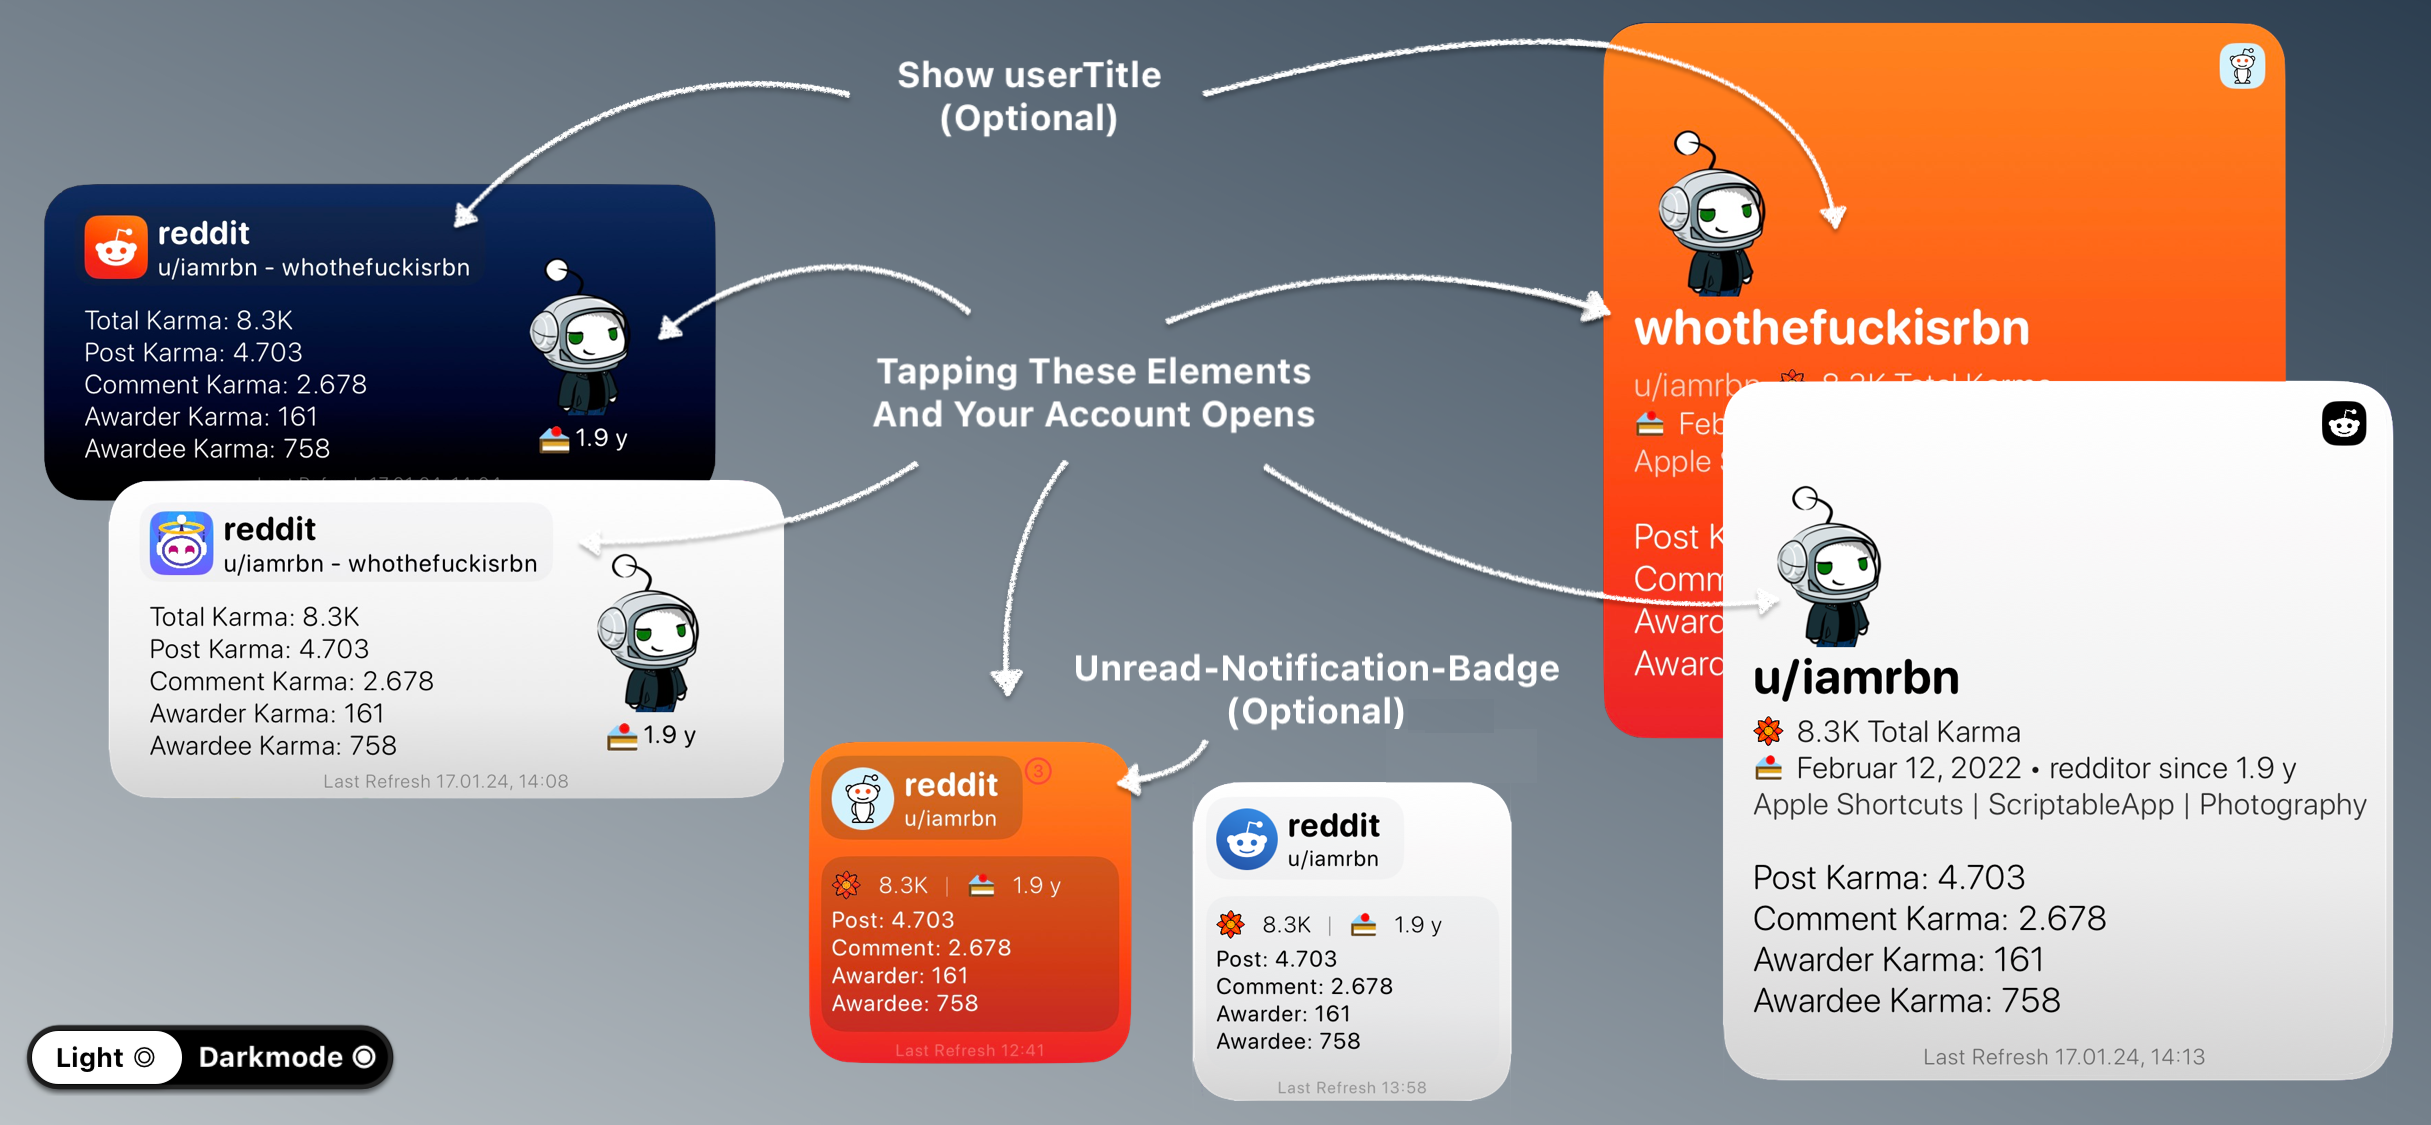 Show userTitle
(Optional)
reddit
u/iamrbn - whothefuckisrbn
Total Karma: 8.3K
Post Karma: 4.703
Comment Karma: 2.678
Awarder Karma: 161
Awardee Karma: 758
1.9 y
reddit
u/iamrbn - whothefuckisrbn
Total Karma: 8.3K
Post Karma: 4.703
Comment Karma: 2.678
Awarder Karma: 161
Awardee Karma: 758
1.9 y
Last Refresh 17.01.24, 14:08
Tapping These Elements
And Your Account Opens
Unread-Notification-Badge
(Optional)
reddit
u/iamrbn
3
8.3K | 1.9 y
Post: 4.703
Comment: 2.678
Awarder: 161
Awardee: 758
Last Refresh 12:41
reddit
u/iamrbn
8.3K | 1.9 y
Post: 4.703
Comment: 2.678
Awarder: 161
Awardee: 758
Last Refresh 13:58
whothefuckisrbn
u/iamrbn 8.3K Total Karma
Feb
Apple
Post K
Comm
Award
Award
u/iamrbn
8.3K Total Karma
Februar 12, 2022 • redditor since 1.9 y
Apple Shortcuts | ScriptableApp | Photography
Post Karma: 4.703
Comment Karma: 2.678
Awarder Karma: 161
Awardee Karma: 758
Last Refresh 17.01.24, 14:13
Light
Darkmode